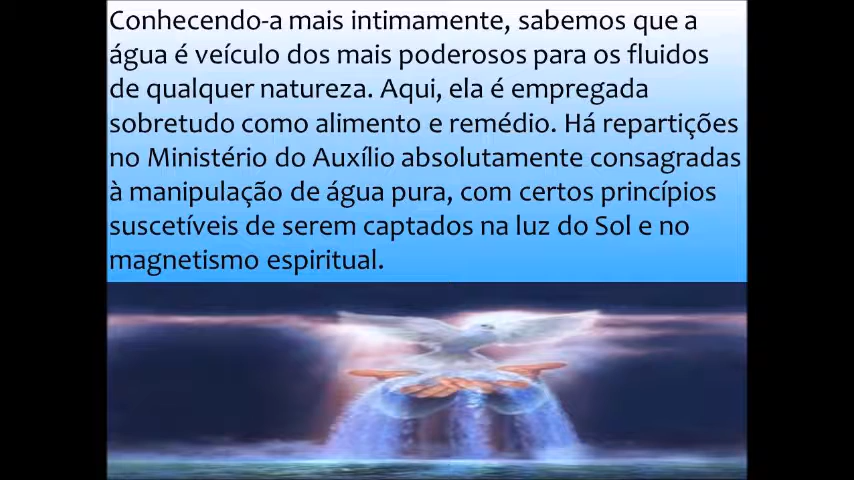 Conhecendo-a mais intimamente, sabemos que a
água é veículo dos mais poderosos para os fluidos
de qualquer natureza. Aqui, ela é empregada
sobretudo como alimento e remédio. Há repartições
no Ministério do Auxílio absolutamente consagradas
à manipulação de água pura, com certos princípios
suscetíveis de serem captados na luz do Sol e no
magnetismo espiritual.